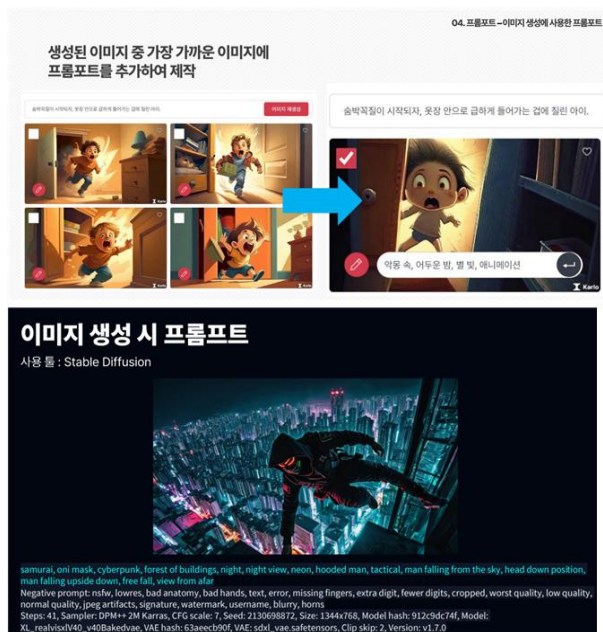 04. 프롬포트 – 이미지 생성에 사용한 프롬포트
생성된 이미지 중 가장 가까운 이미지에
프롬포트를 추가하여 제작
숨박꼭질이 시작되자, 옷장 안으로 급하게 들어가는 겁에 질린 아이.
이미지 재생성
숨박꼭질이 시작되자, 옷장 안으로 급하게 들어가는 겁에 질린 아이.
Karlo
Karlo
Karlo
Karlo
악몽 속, 어두운 밤, 별 빛, 애니메이션
Karlo
이미지 생성 시 프롬프트
사용 툴 : Stable Diffusion
samurai, oni mask, cyberpunk, forest of buildings, night, night view, neon, hooded man, tactical, man falling from the sky, head down position,
man falling upside down, free fall, view from afar
Negative prompt: nsfw, lowres, bad anatomy, bad hands, text, error, missing fingers, extra digit, fewer digits, cropped, worst quality, low quality,
normal quality, jpeg artifacts, signature, watermark, username, blurry, horns
Steps: 41, Sampler: DPM++ 2M Karras, CFG scale: 7, Seed: 2130698872, Size: 1344x768, Model hash: 912c9dc74f, Model:
XL_realvisxlV40_v40Bakedvae, VAE hash: 63aeecb90f, VAE: sdxl_vae.safetensors, Clip skip: 2, Version: v1.7.0